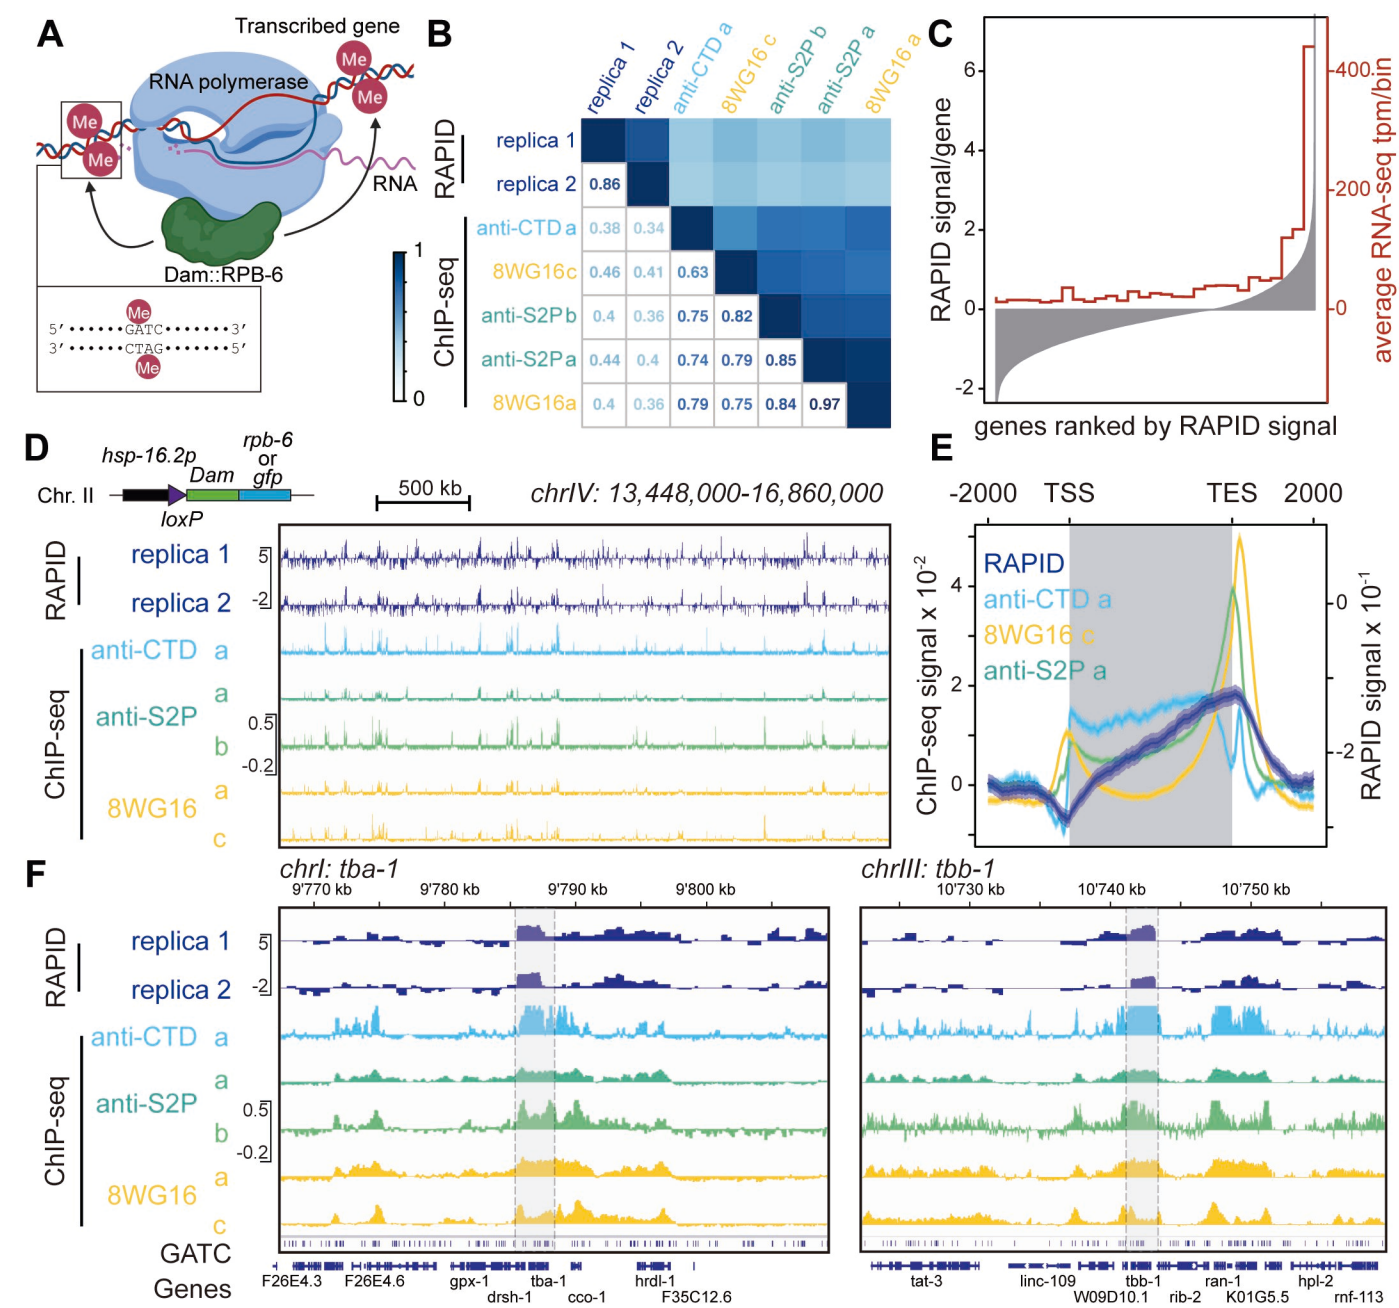 A
Transcribed gene
Me
RNA polymerase
Me
Me
Me
RNA
Dam::RPB-6
Me
5′ ······GATC······· 3′
3′ ······CTAG······· 5′
Me
B
replica 1
replica 2
anti-CTD a
8WG16 c
anti-S2P b
anti-S2P a
8WG16 a
RAPID
replica 1
replica 2
0.86
ChIP-seq
anti-CTD a
0.38 0.34
8WG16 c
0.46 0.41 0.63
anti-S2P b
0.4 0.36 0.75 0.82
anti-S2P a
0.44 0.4 0.74 0.79 0.85
8WG16 a
0.4 0.36 0.79 0.75 0.84 0.97
1
0
C
RAPID signal/gene
6
4
2
0
-2
400
200
0
average RNA-seq tpm/bin
genes ranked by RAPID signal
D
hsp-16.2p
Dam
rpb-6
or
gfp
Chr. II
loxP
500 kb
chrIV: 13,448,000-16,860,000
RAPID
replica 1
replica 2
5
-2
ChIP-seq
anti-CTD a
a
anti-S2P
b
0.5
-0.2
a
8WG16
c
E
-2000 TSS TES 2000
RAPID
anti-CTD a
8WG16 c
anti-S2P a
ChIP-seq signal x 10-2
4
2
0
0
-2
RAPID signal x 10-1
F
chrI: tba-1
9'770 kb 9'780 kb 9'790 kb 9'800 kb
chrIII: tbb-1
10'730 kb 10'740 kb 10'750 kb
RAPID
replica 1
replica 2
5
-2
ChIP-seq
anti-CTD a
a
anti-S2P
b
0.5
-0.2
a
8WG16
c
GATC
Genes
F26E4.3 F26E4.6 gpx-1 tba-1 hrdl-1
drsh-1 cco-1 F35C12.6
tat-3 linc-109 tbb-1 ran-1 hpl-2
W09D10.1 rib-2 K01G5.5 rnf-113